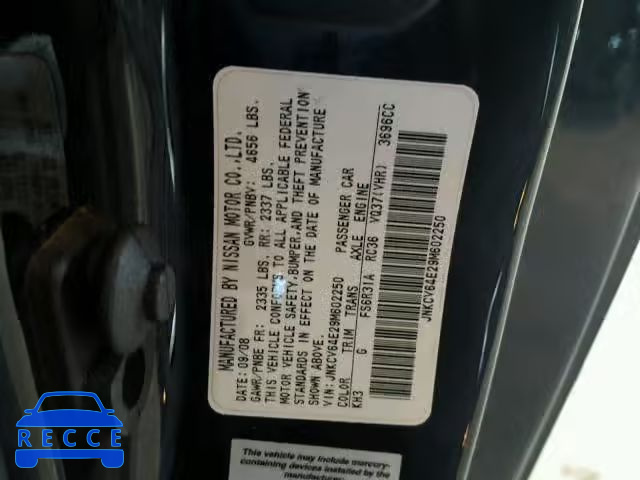 MANUFACTURED BY NISSAN MOTOR CO.,LTD.
DATE: 09/08 GVWR/PNBV: 4656 LBS.
GAWR/PNBE FR: 2335 LBS. RR: 2337 LBS.
THIS VEHICLE CONFORMS TO ALL APPLICABLE FEDERAL
MOTOR VEHICLE SAFETY,BUMPER,AND THEFT PREVENTION
STANDARDS IN EFFECT ON THE DATE OF MANUFACTURE
SHOWN ABOVE.
VIN:JNKCV64E29M602250 PASSENGER CAR
COLOR TRIM TRANS AXLE ENGINE
KH3 G FS6R31A RC36 VQ37(VHR) 3696CC
JNKCV64E29M602250
This vehicle may include mercury-
containing devices installed by the
manufacturer:
RECCE